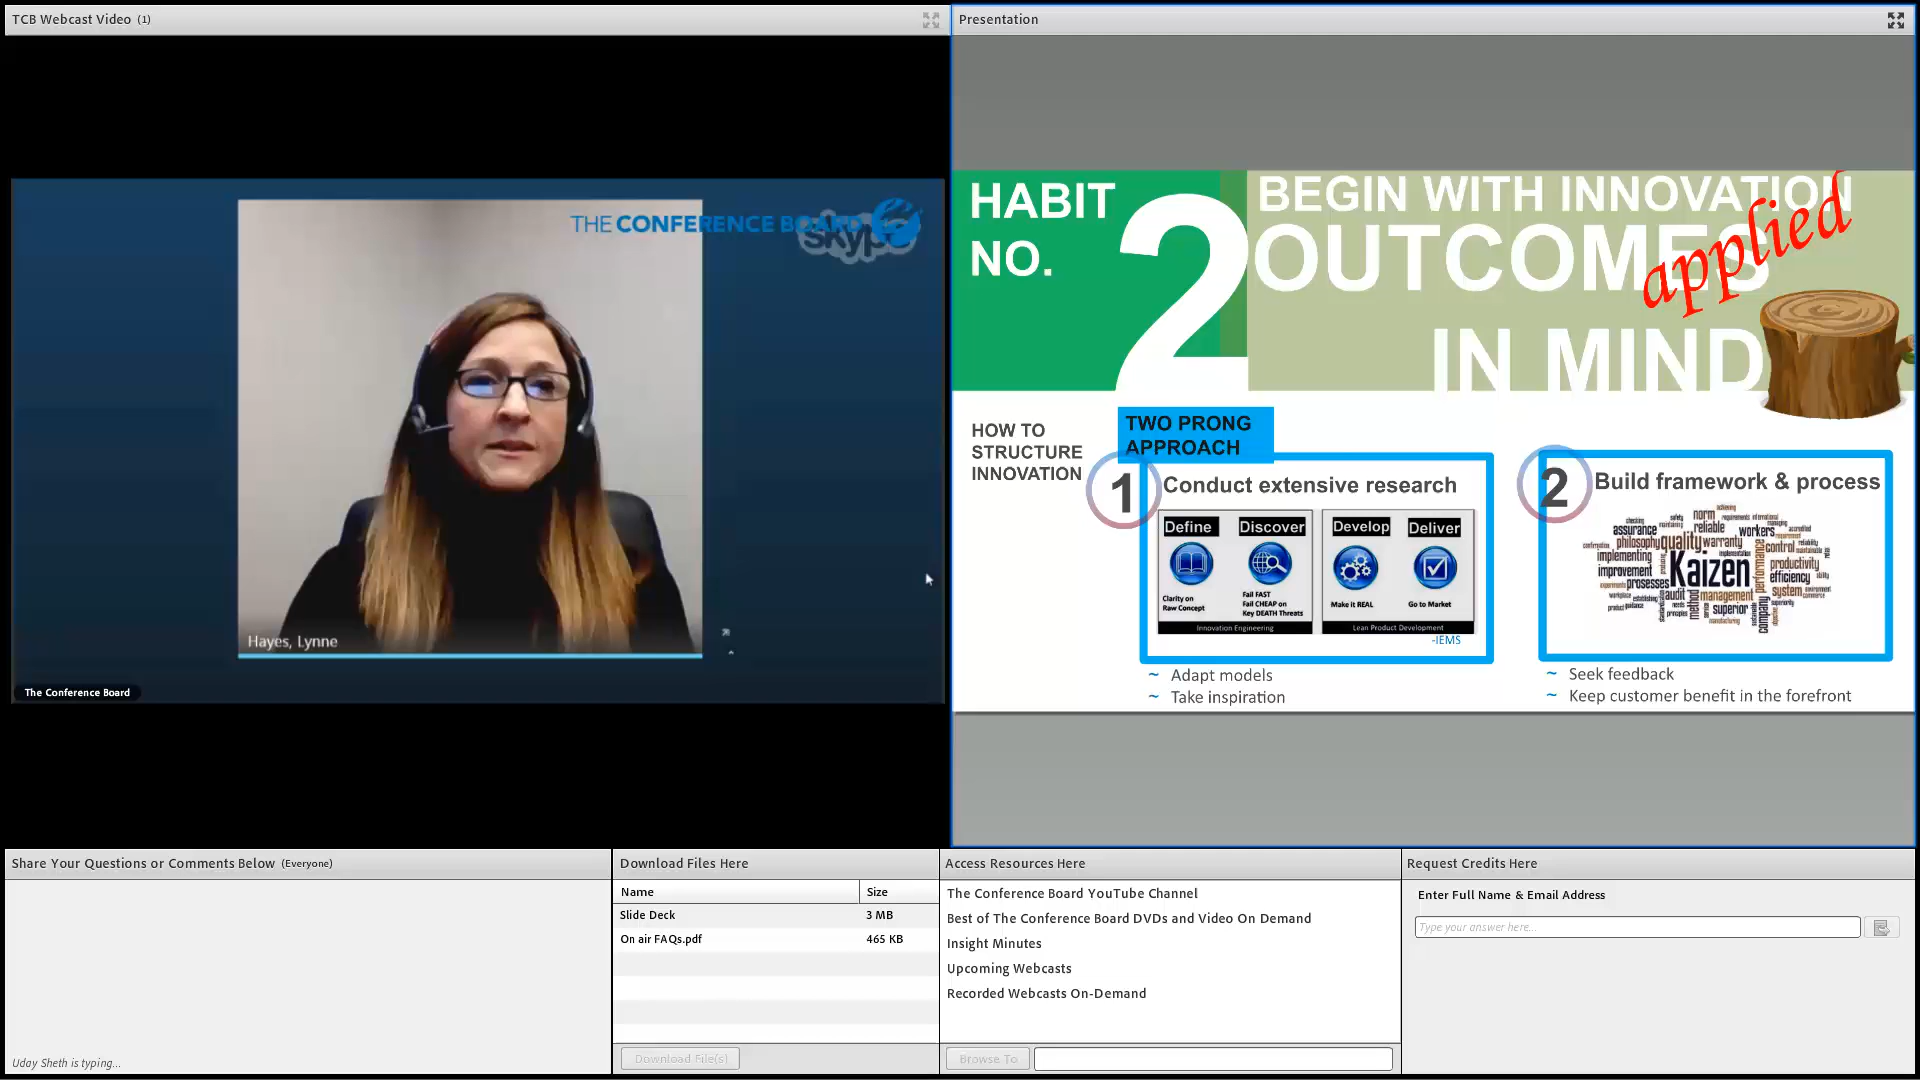 TCB Webcast Video (1)
Presentation
THE CONFERENCE BOARD
skype
Hayes, Lynne
The Conference Board
HABIT
NO.
2
BEGIN WITH INNOVATION
OUTCOMES
applied
IN MIND
HOW TO
STRUCTURE
INNOVATION
TWO PRONG
APPROACH
1
Conduct extensive research
Define
Discover
Develop
Deliver
Clarity on
Raw Concept
Fail FAST
Fail CHEAP on
Key DEATH Threats
Make it REAL
Go to Market
Innovation Engineering
Lean Product Development
-IEMS
~ Adapt models
~ Take inspiration
2
Build framework & process
norm
assurance
reliable
workers
philosophy
quality
warranty
control
implementing
Kaizen
performance
productivity
improvement
efficiency
processes
audit
management
system
method
superior
company
~ Seek feedback
~ Keep customer benefit in the forefront
Share Your Questions or Comments Below (Everyone)
Uday Sheth is typing...
Download Files Here
Name Size
Slide Deck 3 MB
On air FAQs.pdf 465 KB
Download File(s)
Access Resources Here
The Conference Board YouTube Channel
Best of The Conference Board DVDs and Video On Demand
Insight Minutes
Upcoming Webcasts
Recorded Webcasts On-Demand
Browse To
Request Credits Here
Enter Full Name & Email Address
Type your answer here...